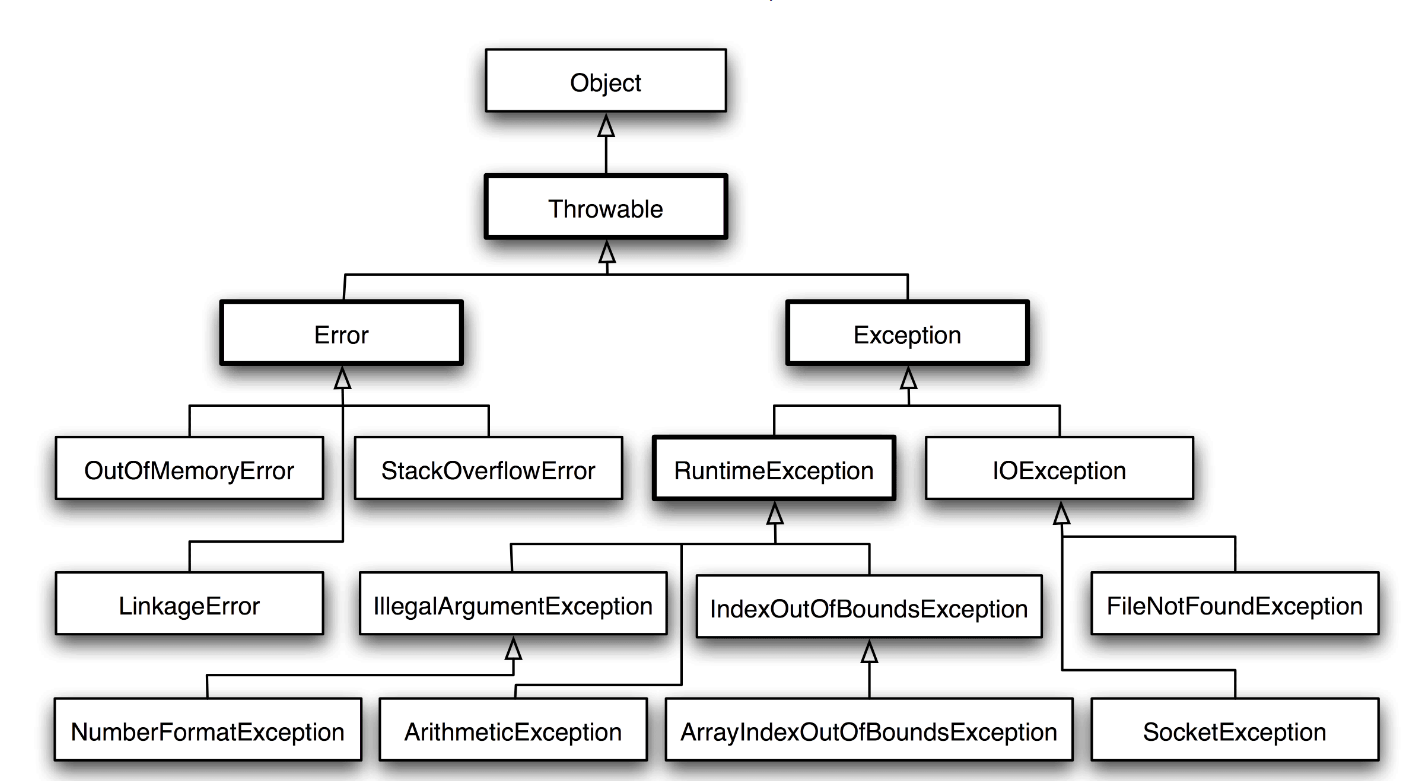 Object
Throwable
Error
Exception
OutOfMemoryError
StackOverflowError
RuntimeException
IOException
LinkageError
IllegalArgumentException
IndexOutOfBoundsException
FileNotFoundException
NumberFormatException
ArithmeticException
ArrayIndexOutOfBoundsException
SocketException